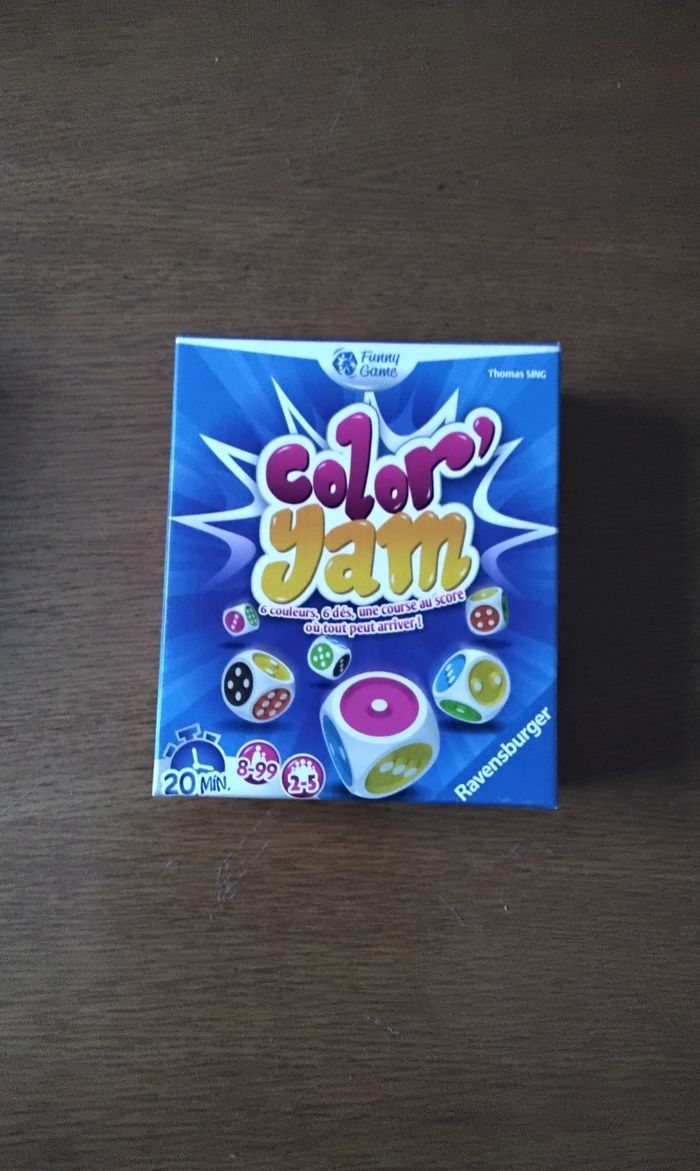 Funny
Game
Thomas SING
color'
yam
6 couleurs, 6 dés, une course au score
où tout peut arriver !
20 MIN.
8-99
2-5
Ravensburger